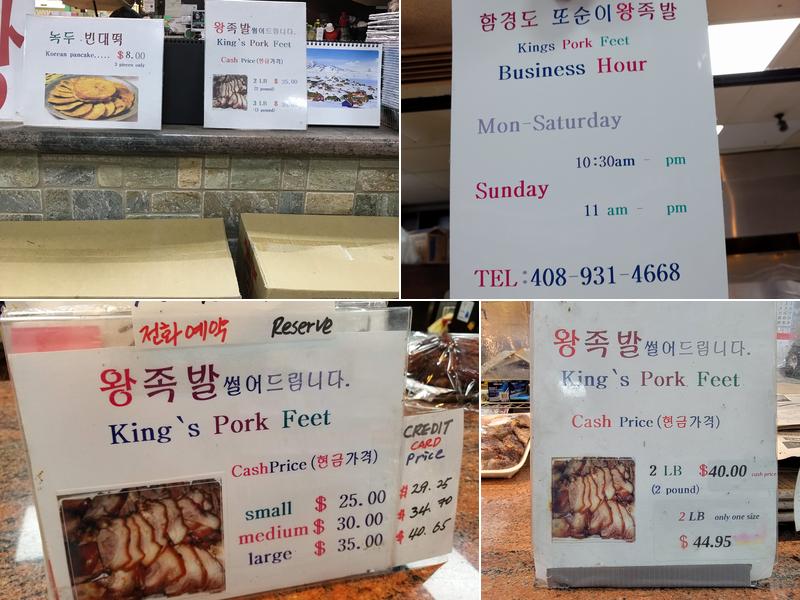 녹두 빈대떡
Korean pancake..... $8.00
3 pieces only
왕족발썰어드립니다.
King's Pork Feet
Cash Price (현금가격)
2 LB $ 35.00
(2 pound)
3 LB $
(3 pound)
함경도 또순이왕족발
Kings Pork Feet
Business Hour
Mon-Saturday
10:30am - pm
Sunday
11 am - pm
TEL:408-931-4668
전화예약 Reserve
왕족발썰어드립니다.
King`s Pork Feet
CashPrice (현금가격)
small $ 25.00
medium $ 30.00
large $ 35.00
CREDIT
CARD
Price
$ 29.25
$ 34.70
$ 40.65
왕족발썰어드립니다.
King`s Pork Feet
Cash Price (현금가격)
2 LB $40.00 cash price
(2 pound)
2 LB only one size
$ 44.95